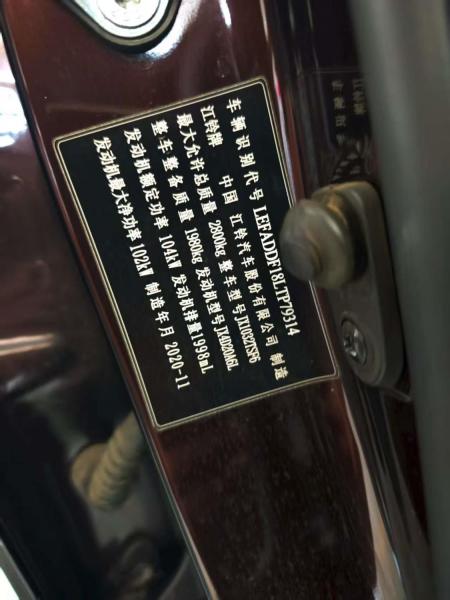 车辆识别代号 LEFADDF18LTP79314
江铃牌 中国 江铃汽车股份有限公司 制造
最大允许总质量 2800kg 整车型号 JX1032TSF6
整车整备质量 1980kg 发动机型号 JX4D20A6L
发动机额定功率 104kW 发动机排量 1998mL
发动机最大净功率 102kW 制造年月 2020-11